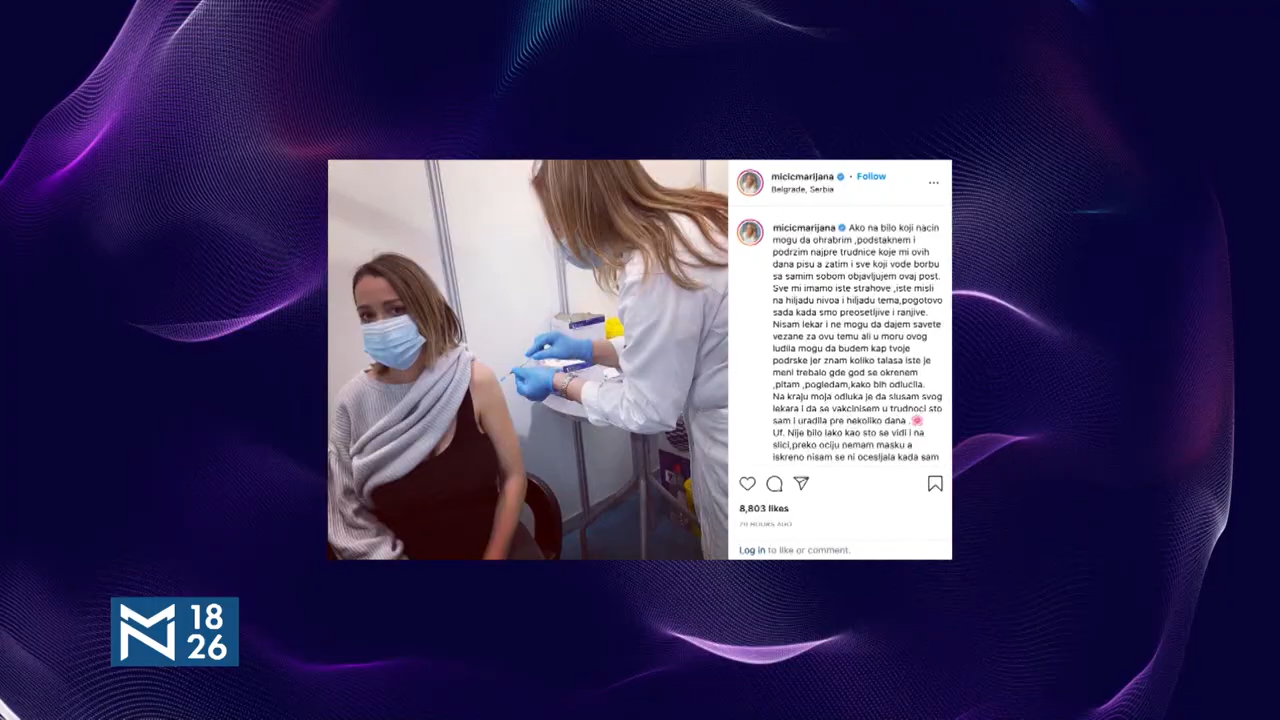 micicmarijana • Follow
Belgrade, Serbia
...
micicmarijana Ako na bilo koji nacin
mogu da ohrabrim ,podstaknem i
podrzim najpre trudnice koje mi ovih
dana pisu a zatim i sve koji vode borbu
sa samim sobom objavljujem ovaj post.
Sve mi imamo iste strahove ,iste misli
na hiljadu nivoa i hiljadu tema,pogotovo
sada kada smo preosetljive i ranjive.
Nisam lekar i ne mogu da dajem savete
vezane za ovu temu ali u moru ovog
ludila mogu da budem kap tvoje
podrske jer znam koliko talasa iste je
meni trebalo gde god se okrenem
,pitam ,pogledam,kako bih odlucila.
Na kraju moja odluka je da slusam svog
lekara i da se vakcinisem u trudnoci sto
sam i uradila pre nekoliko dana .🌸
Uf. Nije bilo lako kao sto se vidi i na
slici,preko ociju nemam masku a
iskreno nisam se ni ocesljala kada sam
8,803 likes
HOURS AGO
Log in to like or comment.
18
26